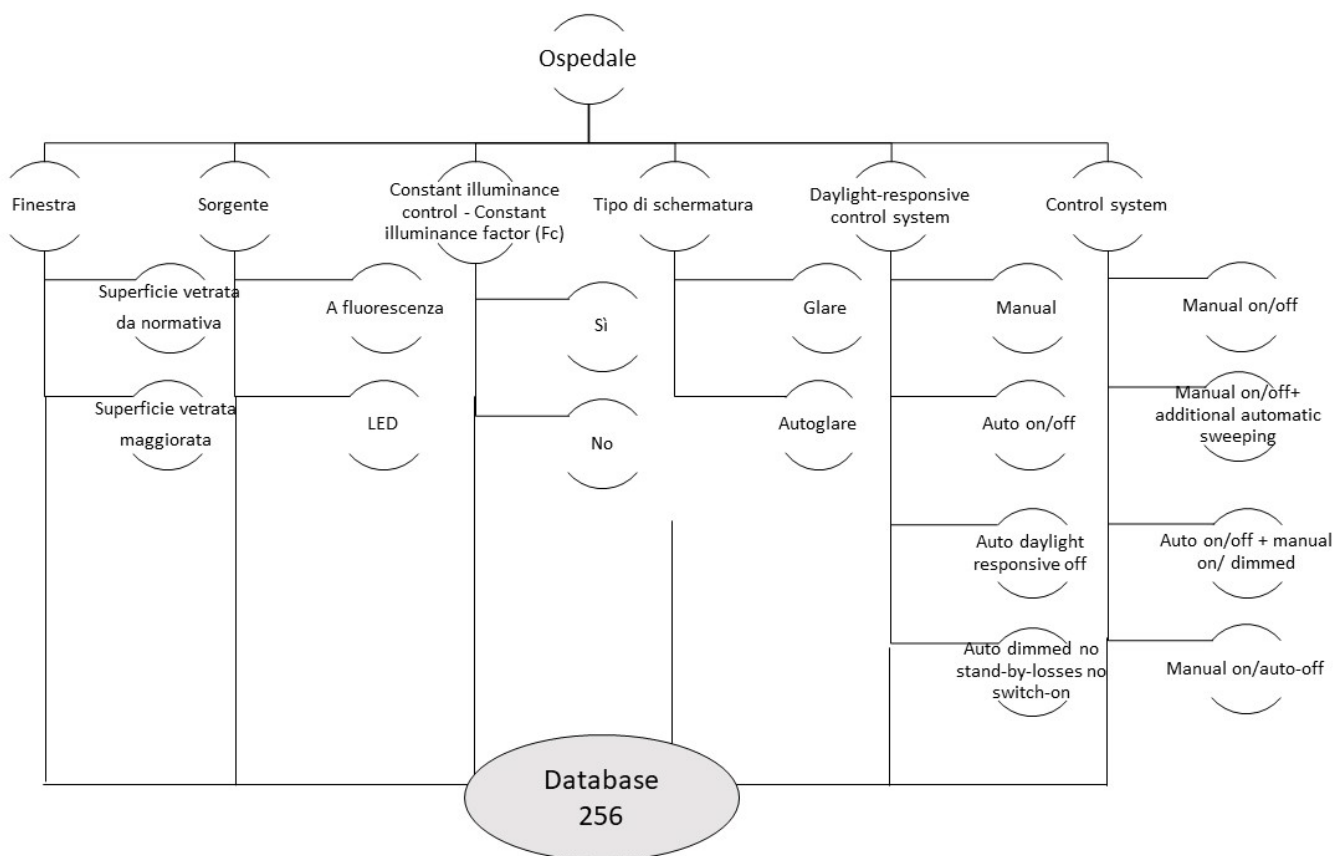 Ospedale
Finestra
Sorgente
Constant illuminance
control - Constant
illuminance factor (Fc)
Tipo di schermatura
Daylight-responsive
control system
Control system
Superficie vetrata
da normativa
Superficie vetrata
maggiorata
A fluorescenza
LED
Sì
No
Glare
Autoglare
Manual
Auto on/off
Auto daylight
responsive off
Auto dimmed no
stand-by-losses no
switch-on
Manual on/off
Manual on/off+
additional automatic
sweeping
Auto on/off + manual
on/ dimmed
Manual on/auto-off
Database
256